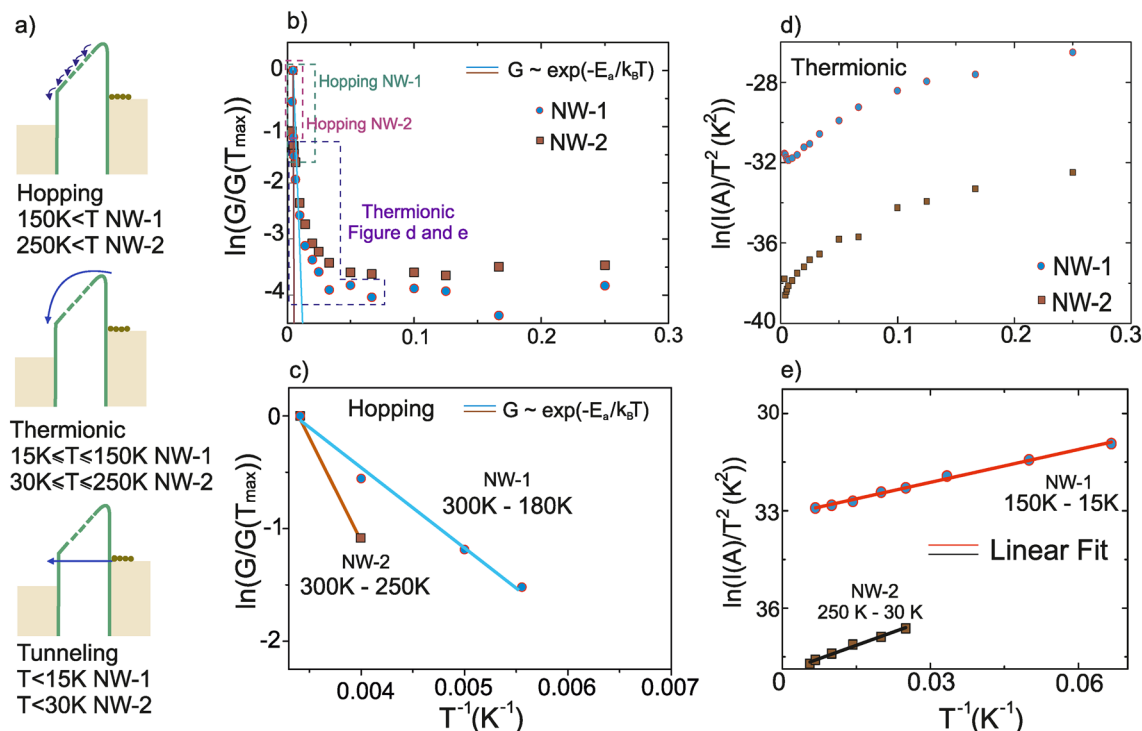 a)
Hopping
150K<T NW-1
250K<T NW-2
Thermionic
15K⩽T⩽150K NW-1
30K⩽T⩽250K NW-2
Tunneling
T<15K NW-1
T<30K NW-2
b)
ln(G/G(Tmax))
0
-1
-2
-3
-4
G ~ exp(-Ea/kBT)
Hopping NW-1
Hopping NW-2
NW-1
NW-2
Thermionic
Figure d and e
0
0.1
0.2
0.3
c)
ln(G/G(Tmax))
0
-1
-2
Hopping
G ~ exp(-Ea/kBT)
NW-1
300K - 180K
NW-2
300K - 250K
0.004
0.005
0.006
0.007
T⁻¹(K⁻¹)
d)
ln(I(A)/T² (K²))
-28
-32
-36
-40
Thermionic
NW-1
NW-2
0
0.1
0.2
0.3
e)
ln(I(A)/T² (K²))
30
33
36
NW-1
150K - 15K
Linear Fit
NW-2
250 K - 30 K
0
0.03
0.06
T⁻¹(K⁻¹)